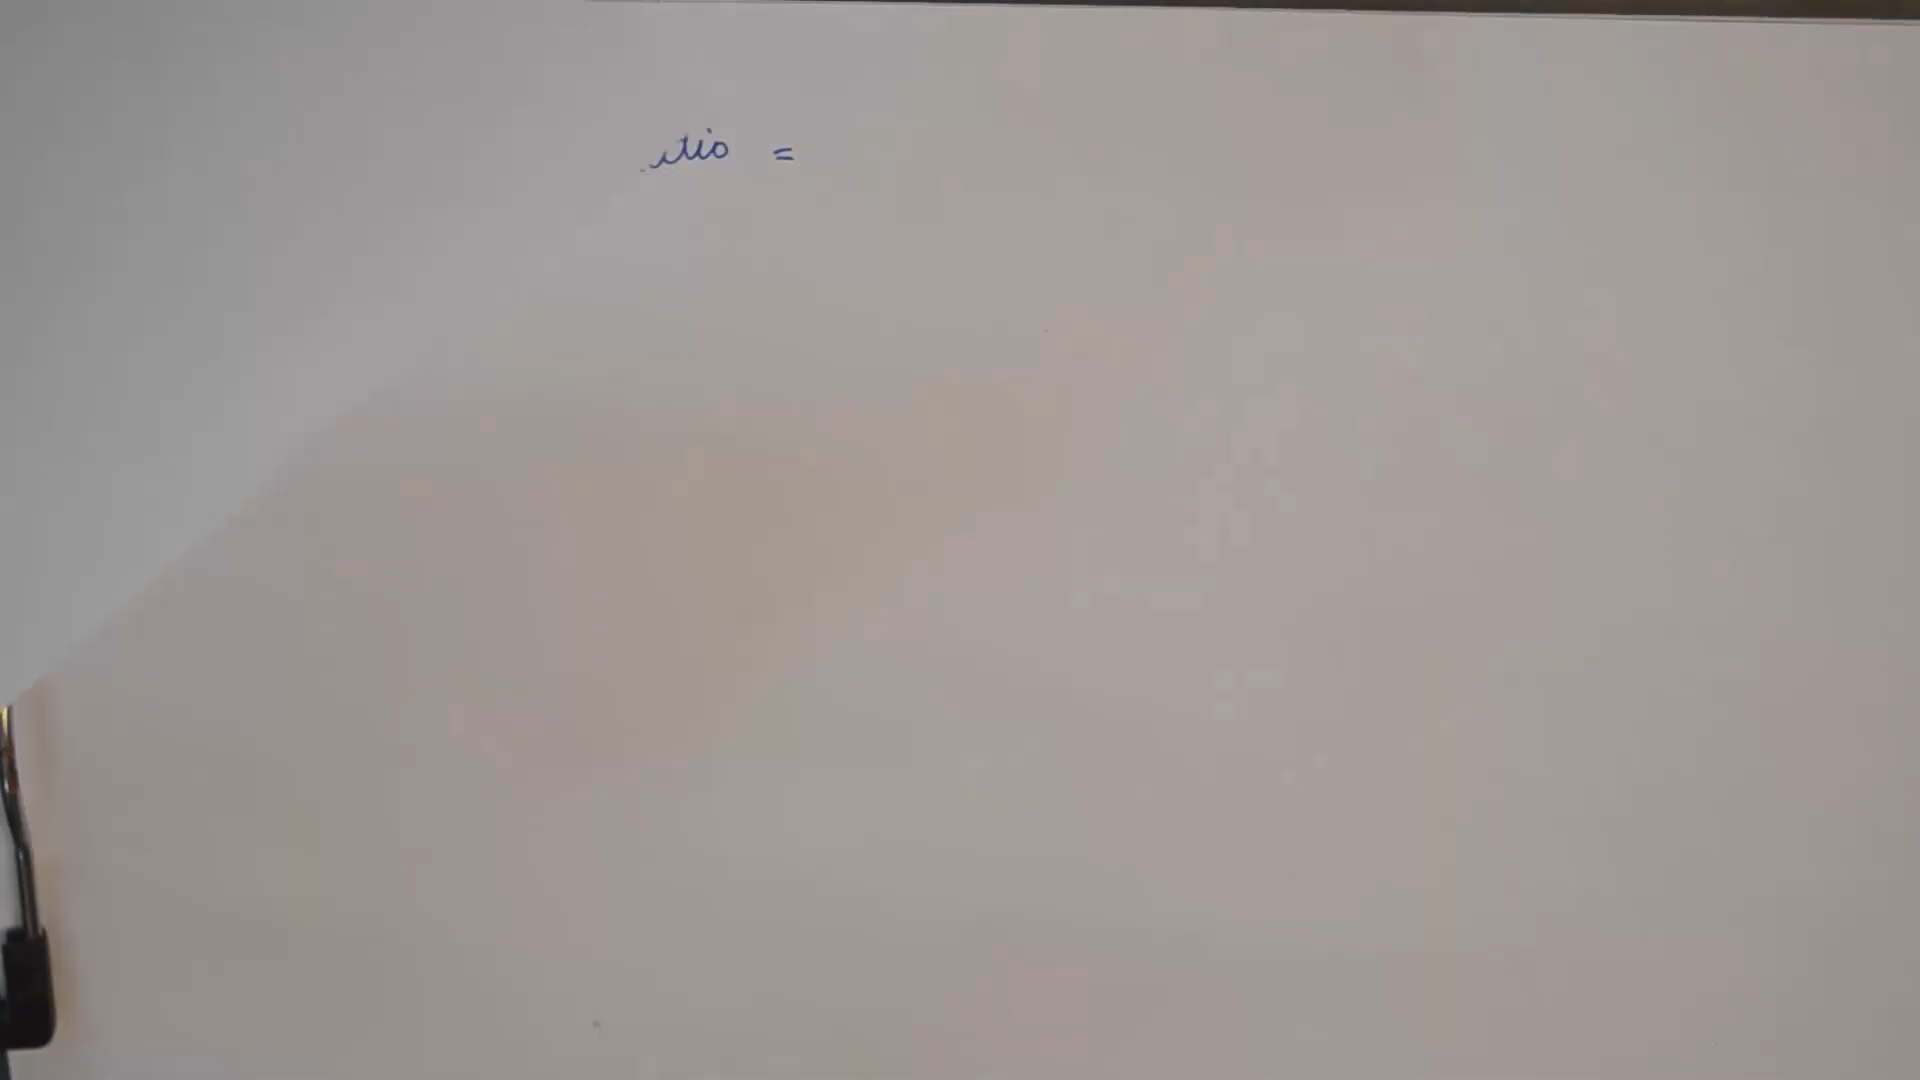 tio =